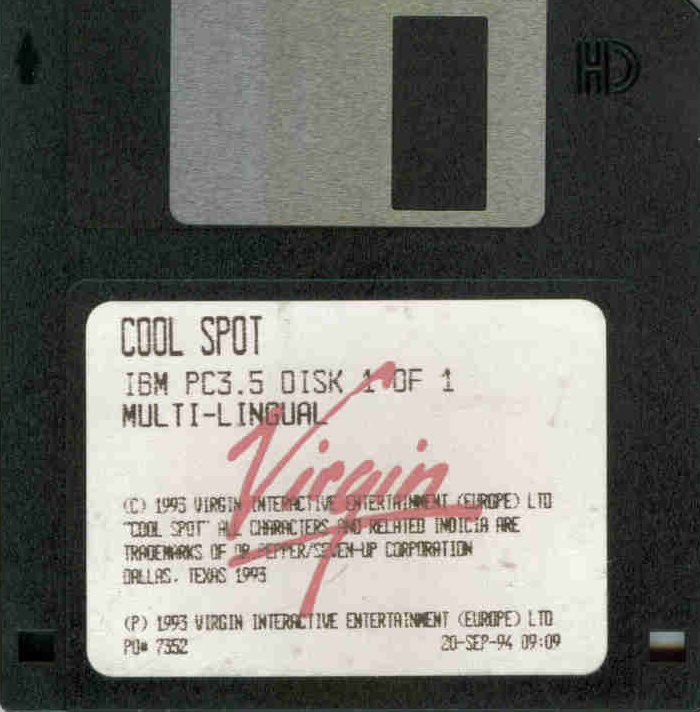 HD
COOL SPOT
IBM PC3.5 DISK 1 OF 1
MULTI-LINGUAL
Virgin
(C) 1993 VIRGIN INTERACTIVE ENTERTAINMENT (EUROPE) LTD
"COOL SPOT" ALL CHARACTERS AND RELATED INDICIA ARE
TRADEMARKS OF DR PEPPER/SEVEN-UP CORPORATION
DALLAS. TEXAS 1993
(P) 1993 VIRGIN INTERACTIVE ENTERTAINMENT (EUROPE) LTD
PO# 7352 20-SEP-94 09:09